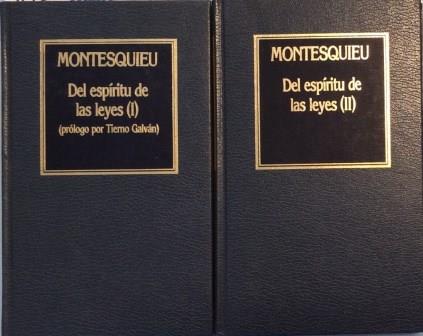 MONTESQUIEU
Del espíritu de
las leyes (I)
(prólogo por Tierno Galván)
MONTESQUIEU
Del espíritu de
las leyes (II)